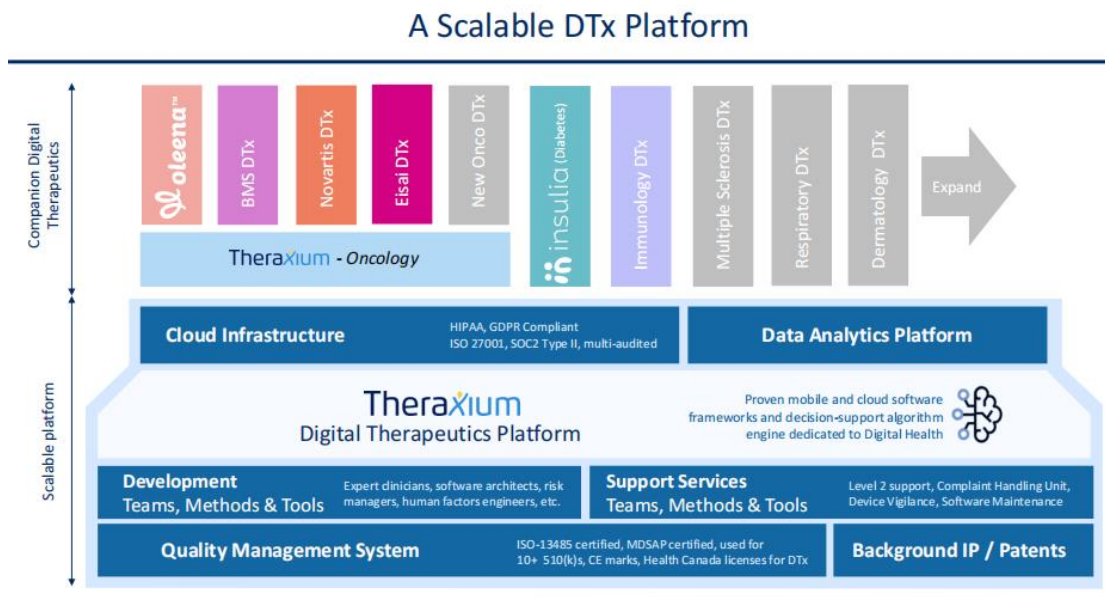 A Scalable DTx Platform
Companion Digital
Therapeutics
oleena™
BMS DTx
Novartis DTx
Eisai DTx
New Onco DTx
insulia (Diabetes)
Immunology DTx
Multiple Sclerosis DTx
Respiratory DTx
Dermatology DTx
Expand
Theraxium - Oncology
Scalable platform
Cloud Infrastructure
HIPAA, GDPR Compliant
ISO 27001, SOC2 Type II, multi-audited
Data Analytics Platform
Theraxium
Digital Therapeutics Platform
Proven mobile and cloud software
frameworks and decision-support algorithm
engine dedicated to Digital Health
Development
Teams, Methods & Tools
Expert clinicians, software architects, risk
managers, human factors engineers, etc.
Support Services
Teams, Methods & Tools
Level 2 support, Complaint Handling Unit,
Device Vigilance, Software Maintenance
Quality Management System
ISO-13485 certified, MDSAP certified, used for
10+ 510(k)s, CE marks, Health Canada licenses for DTx
Background IP / Patents